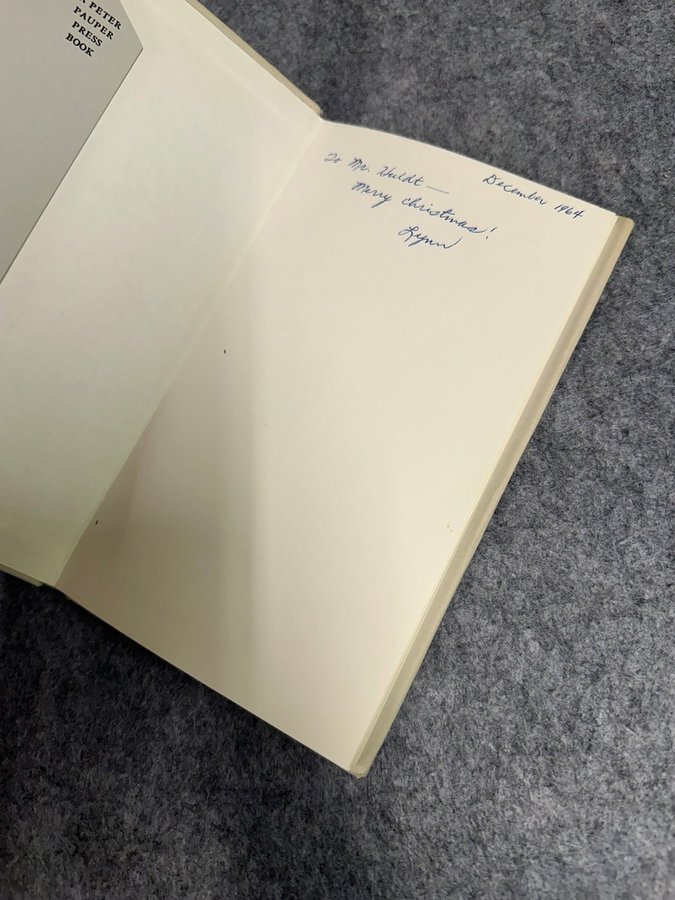 A PETER
PAUPER
PRESS
BOOK
December 1964
To Mr. Huldt —
Merry Christmas!
Lynn